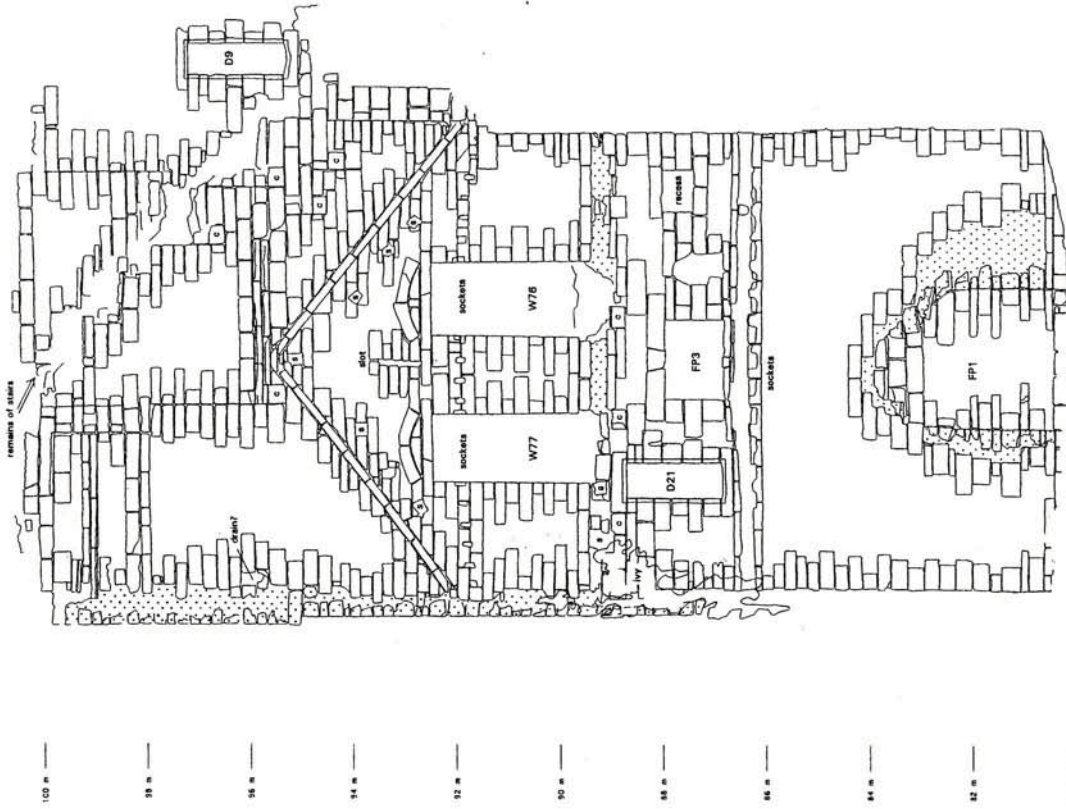 remains of stairs
D9
100 m
98 m
drain?
96 m
c
c
c
c
c
s
s
s
s
s
s
94 m
slot
92 m
sockets
sockets
W77
W76
90 m
s
s
c
c
c
ivy
recess
88 m
D21
FP3
86 m
sockets
84 m
FP1
82 m